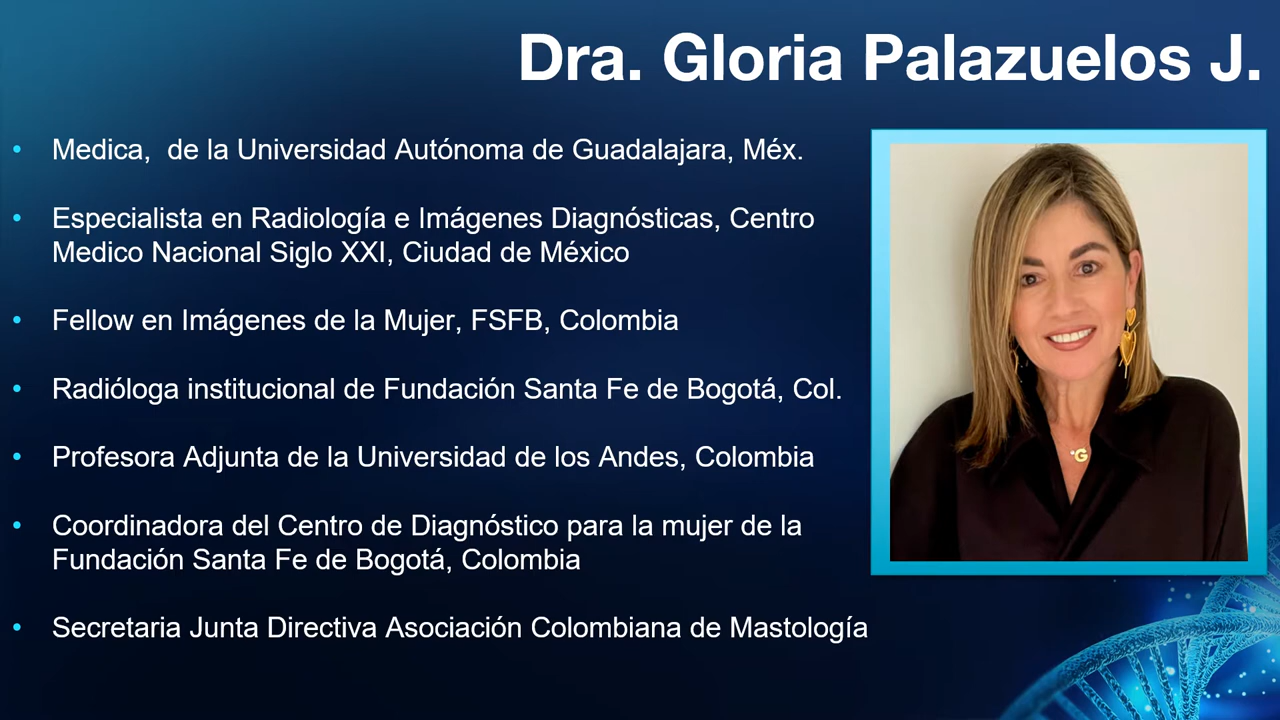 Dra. Gloria Palazuelos J.
• Medica,  de la Universidad Autónoma de Guadalajara, Méx.
• Especialista en Radiología e Imágenes Diagnósticas, Centro
Medico Nacional Siglo XXI, Ciudad de México
• Fellow en Imágenes de la Mujer, FSFB, Colombia
• Radióloga institucional de Fundación Santa Fe de Bogotá, Col.
• Profesora Adjunta de la Universidad de los Andes, Colombia
• Coordinadora del Centro de Diagnóstico para la mujer de la
Fundación Santa Fe de Bogotá, Colombia
• Secretaria Junta Directiva Asociación Colombiana de Mastología
G